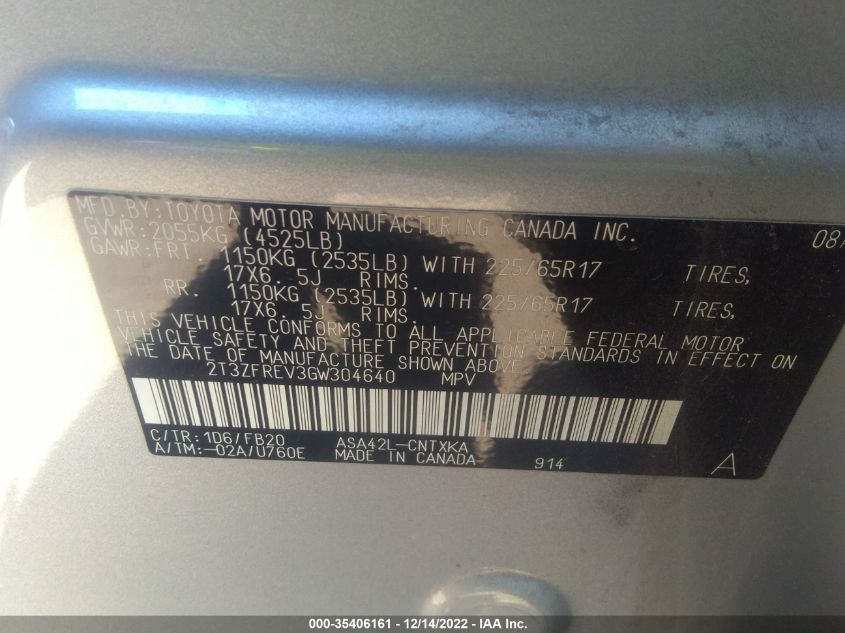 MFD BY: TOYOTA MOTOR MANUFACTURING CANADA INC. 08/
GVWR: 2055KG (4525LB)
GAWR: FRT. 1150KG (2535LB) WITH 225/65R17 TIRES,
17X6. 5J RIMS.
RR. 1150KG (2535LB) WITH 225/65R17 TIRES,
17X6. 5J RIMS
THIS VEHICLE CONFORMS TO ALL APPLICABLE FEDERAL MOTOR
VEHICLE SAFETY AND THEFT PREVENTION STANDARDS IN EFFECT ON
THE DATE OF MANUFACTURE SHOWN ABOVE.
2T3ZFREV3GW304640 MPV
C/TR: 1D6/FB20 ASA42L-CNTXKA
A/TM: -02A/U760E MADE IN CANADA 914 A
000-35406161 - 12/14/2022 - IAA Inc.